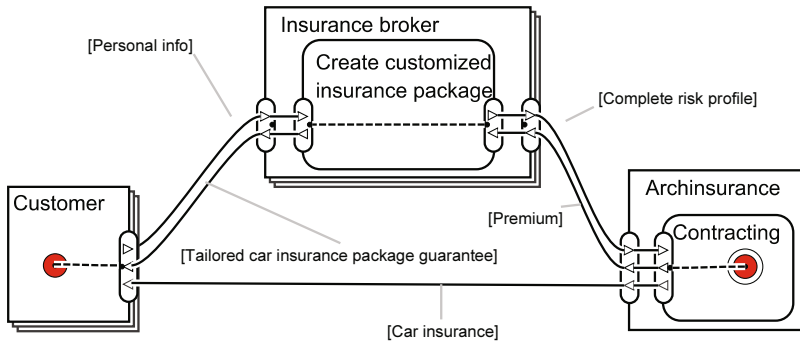 Insurance broker
[Personal info]
Create customized
insurance package
[Complete risk profile]
Archinsurance
Customer
[Premium]
Contracting
[Tailored car insurance package guarantee]
[Car insurance]